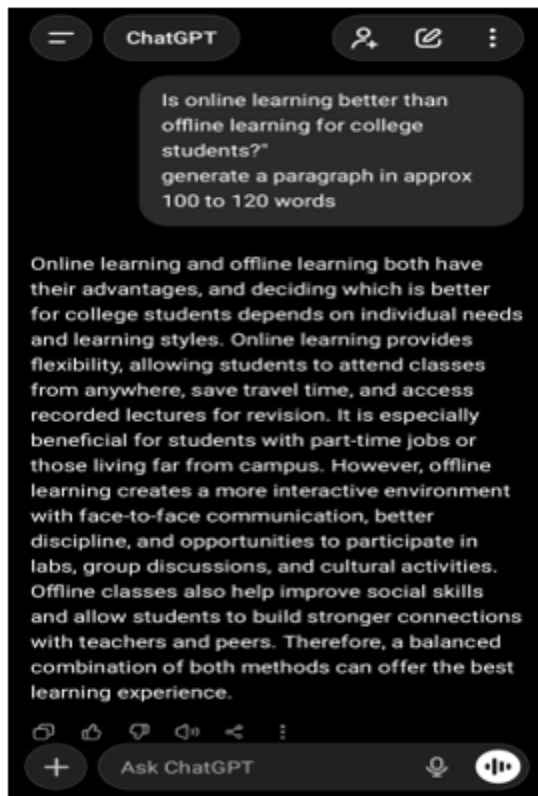 ChatGPT
Is online learning better than
offline learning for college
students?"
generate a paragraph in approx
100 to 120 words
Online learning and offline learning both have
their advantages, and deciding which is better
for college students depends on individual needs
and learning styles. Online learning provides
flexibility, allowing students to attend classes
from anywhere, save travel time, and access
recorded lectures for revision. It is especially
beneficial for students with part-time jobs or
those living far from campus. However, offline
learning creates a more interactive environment
with face-to-face communication, better
discipline, and opportunities to participate in
labs, group discussions, and cultural activities.
Offline classes also help improve social skills
and allow students to build stronger connections
with teachers and peers. Therefore, a balanced
combination of both methods can offer the best
learning experience.
Ask ChatGPT